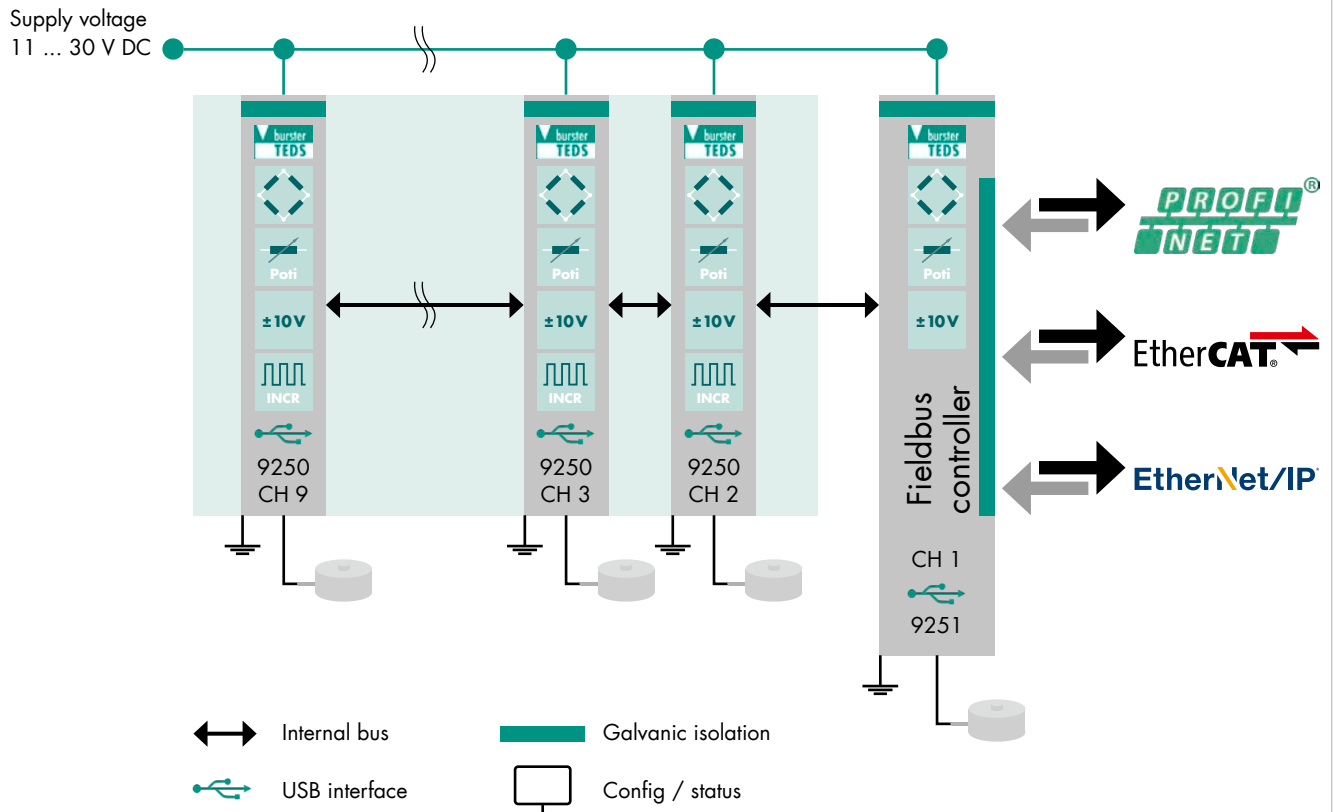 Supply voltage
11 ... 30 V DC
burster
TEDS
Poti
±10V
INCR
9250
CH 9
burster
TEDS
Poti
±10V
INCR
9250
CH 3
burster
TEDS
Poti
±10V
INCR
9250
CH 2
burster
TEDS
Poti
±10V
Fieldbus
controller
CH 1
9251
PROFI®
NET
EtherCAT®
EtherNet/IP
Internal bus
Galvanic isolation
USB interface
Config / status